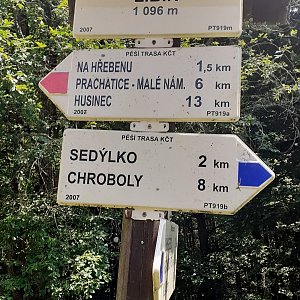 1 096 m
2007 PT919m
PĚŠÍ TRASA KČT
NA HŘEBENU 1,5 km
PRACHATICE - MALÉ NÁM. 6 km
HUSINEC 13 km
2002 PT919a
PĚŠÍ TRASA KČT
SEDÝLKO 2 km
CHROBOLY 8 km
2007 PT919b